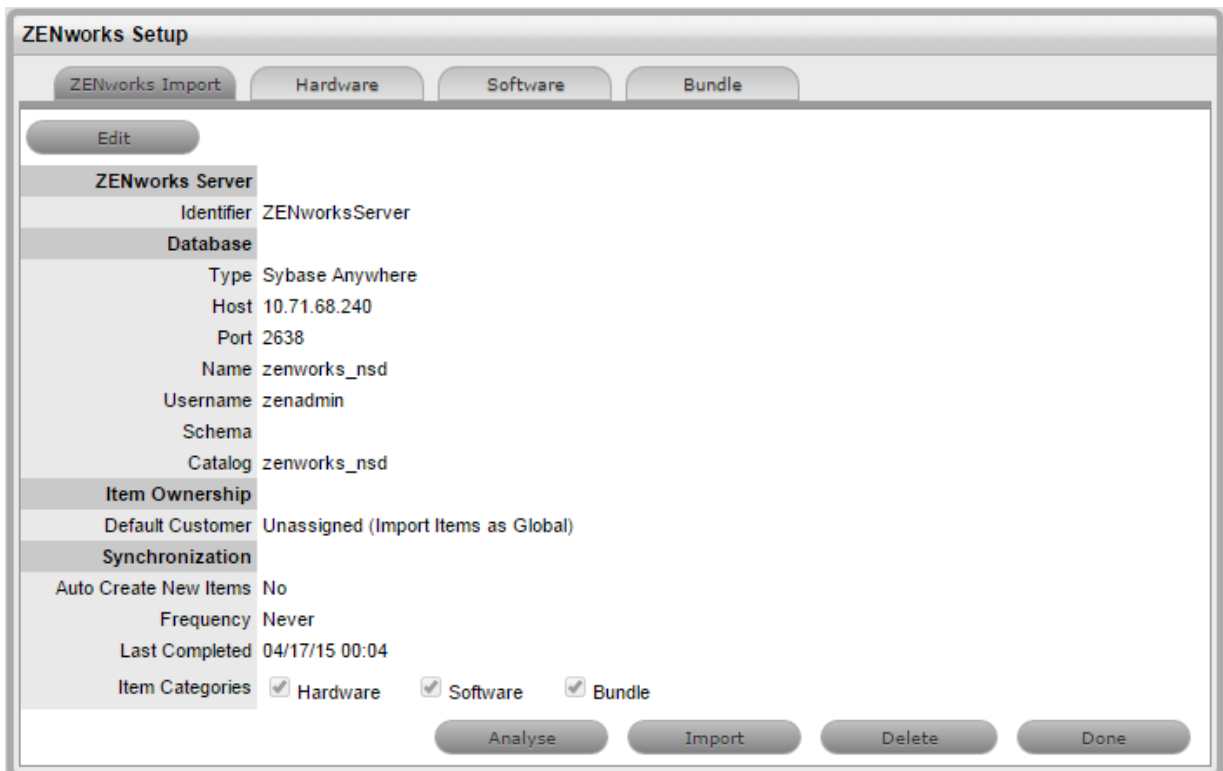 ZENworks Setup
ZENworks Import Hardware Software Bundle
Edit
ZENworks Server
Identifier ZENworksServer
Database
Type Sybase Anywhere
Host 10.71.68.240
Port 2638
Name zenworks_nsd
Username zenadmin
Schema
Catalog zenworks_nsd
Item Ownership
Default Customer Unassigned (Import Items as Global)
Synchronization
Auto Create New Items No
Frequency Never
Last Completed 04/17/15 00:04
Item Categories Hardware Software Bundle
Analyse Import Delete Done